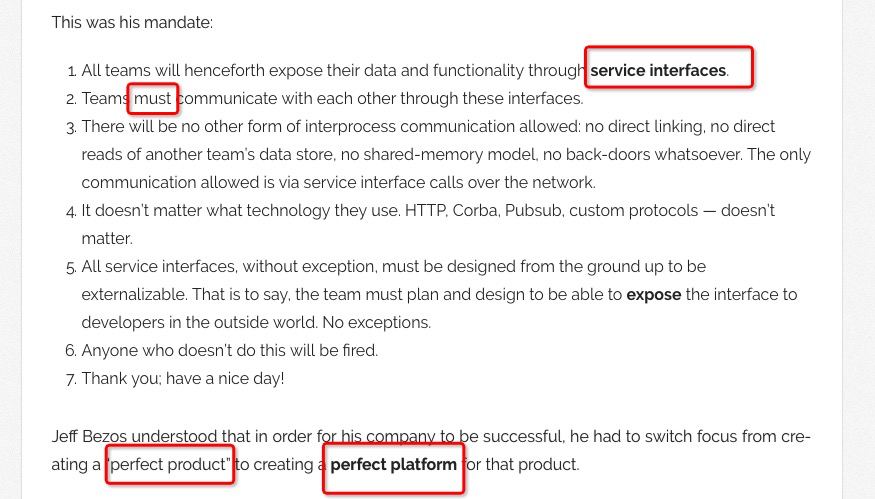 This was his mandate:
1. All teams will henceforth expose their data and functionality through service interfaces.
2. Teams must communicate with each other through these interfaces.
3. There will be no other form of interprocess communication allowed: no direct linking, no direct
reads of another team's data store, no shared-memory model, no back-doors whatsoever. The only
communication allowed is via service interface calls over the network.
4. It doesn't matter what technology they use. HTTP, Corba, Pubsub, custom protocols — doesn't
matter.
5. All service interfaces, without exception, must be designed from the ground up to be
externalizable. That is to say, the team must plan and design to be able to expose the interface to
developers in the outside world. No exceptions.
6. Anyone who doesn't do this will be fired.
7. Thank you; have a nice day!
Jeff Bezos understood that in order for his company to be successful, he had to switch focus from cre-
ating a “perfect product” to creating a perfect platform for that product.